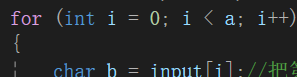 for (int i = 0; i < a; i++)
{
char b = input[i];//把